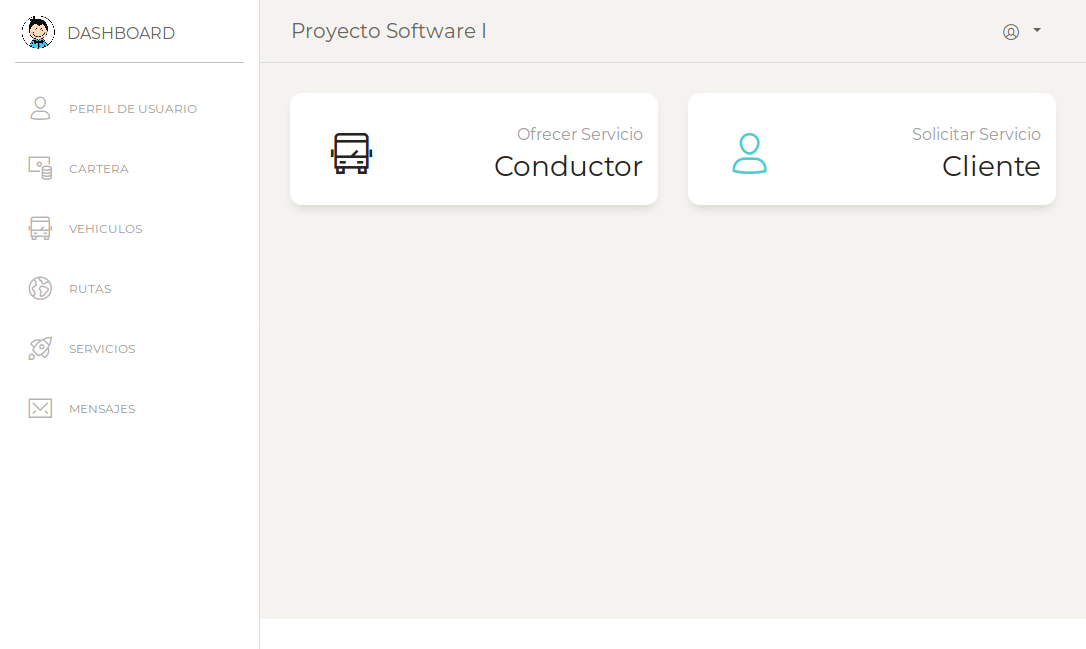 DASHBOARD
PERFIL DE USUARIO
CARTERA
VEHICULOS
RUTAS
SERVICIOS
MENSAJES
Proyecto Software I
Ofrecer Servicio
Conductor
Solicitar Servicio
Cliente